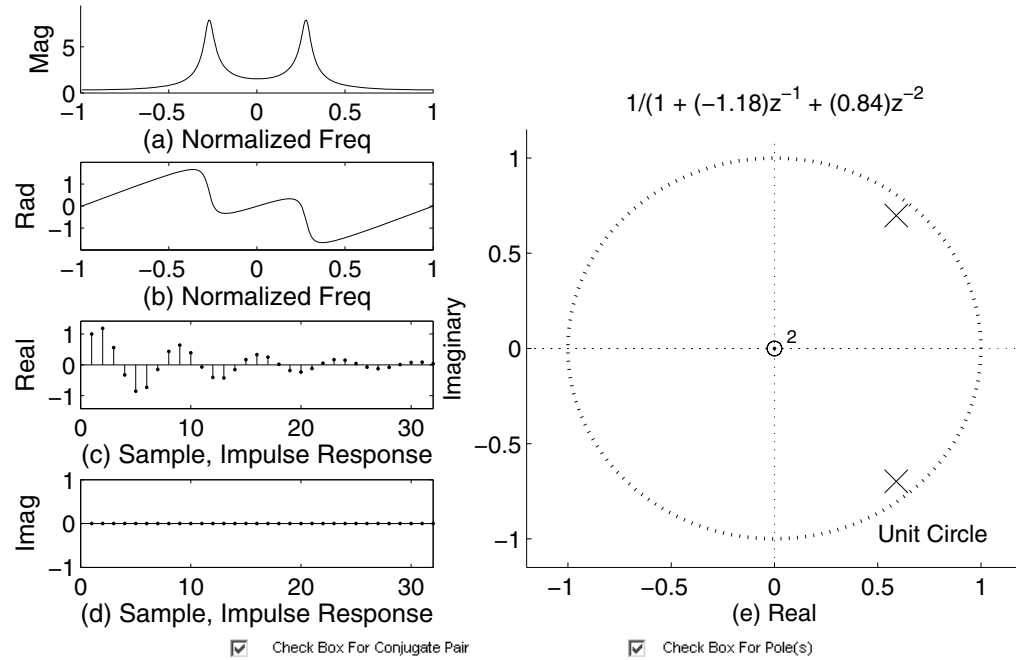 Mag
5
0
−1
−0.5
0
0.5
1
(a) Normalized Freq
Rad
1
0
−1
−1
−0.5
0
0.5
1
(b) Normalized Freq
Real
1
0
−1
0
10
20
30
(c) Sample, Impulse Response
Imag
1
0
−1
0
10
20
30
(d) Sample, Impulse Response
1/(1 + (−1.18)z−1 + (0.84)z−2
Imaginary
1
0.5
0
−0.5
−1
2
Unit Circle
−1
−0.5
0
0.5
1
(e) Real
Check Box For Conjugate Pair
Check Box For Pole(s)